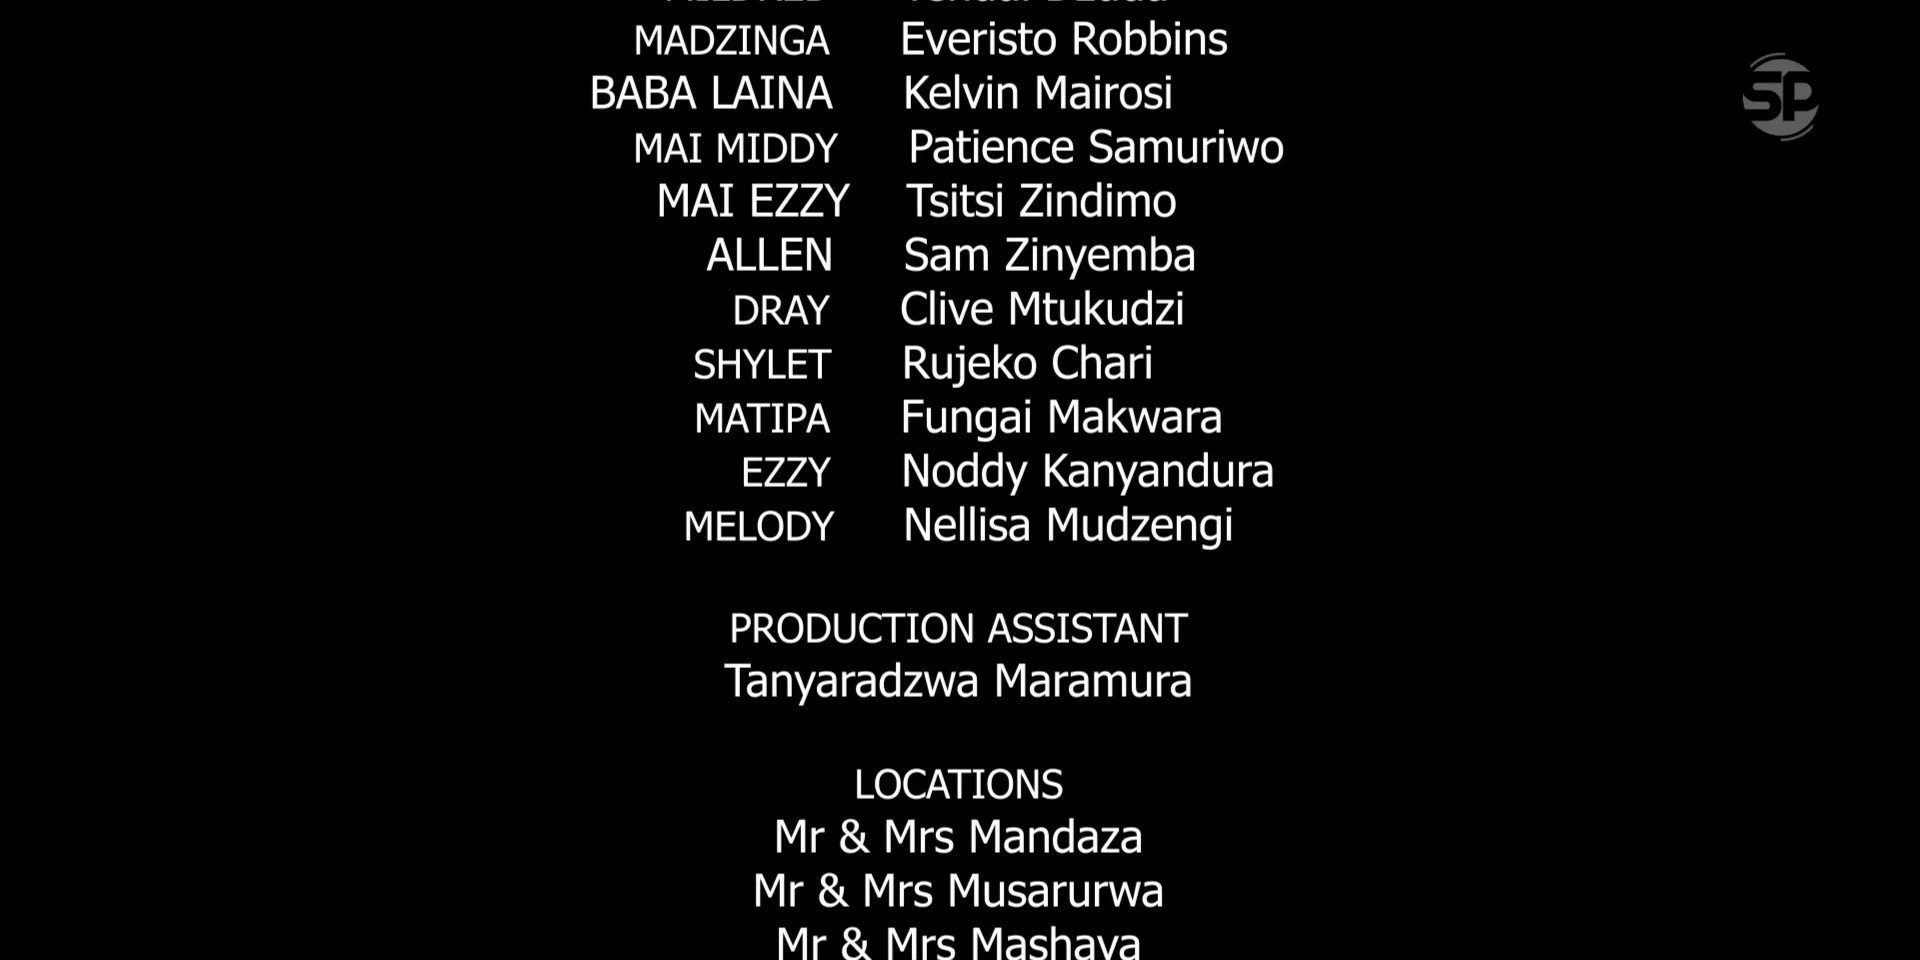 MADZINGA Everisto Robbins
BABA LAINA Kelvin Mairosi
MAI MIDDY Patience Samuriwo
MAI EZZY Tsitsi Zindimo
ALLEN Sam Zinyemba
DRAY Clive Mtukudzi
SHYLET Rujeko Chari
MATIPA Fungai Makwara
EZZY Noddy Kanyandura
MELODY Nellisa Mudzengi
PRODUCTION ASSISTANT
Tanyaradzwa Maramura
LOCATIONS
Mr & Mrs Mandaza
Mr & Mrs Musarurwa
Mr & Mrs Mashaya
SP